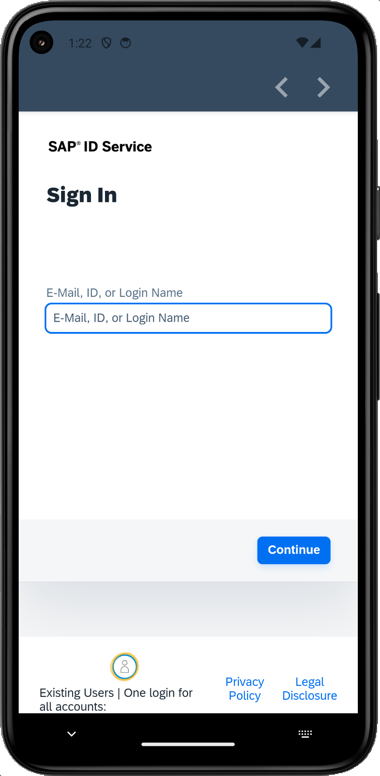 1:22
SAP® ID Service
Sign In
E-Mail, ID, or Login Name
E-Mail, ID, or Login Name
Continue
Existing Users | One login for
all accounts:
Privacy
Policy
Legal
Disclosure